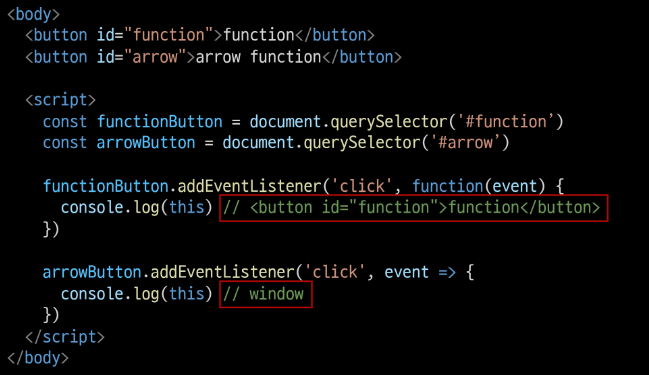 <body>
  <button id="function">function</button>
  <button id="arrow">arrow function</button>

  <script>
    const functionButton = document.querySelector('#function’)
    const arrowButton = document.querySelector('#arrow’)

    functionButton.addEventListener('click', function(event) {
      console.log(this) // <button id="function">function</button>
    })

    arrowButton.addEventListener('click', event => {
      console.log(this) // window
    })
  </script>
</body>